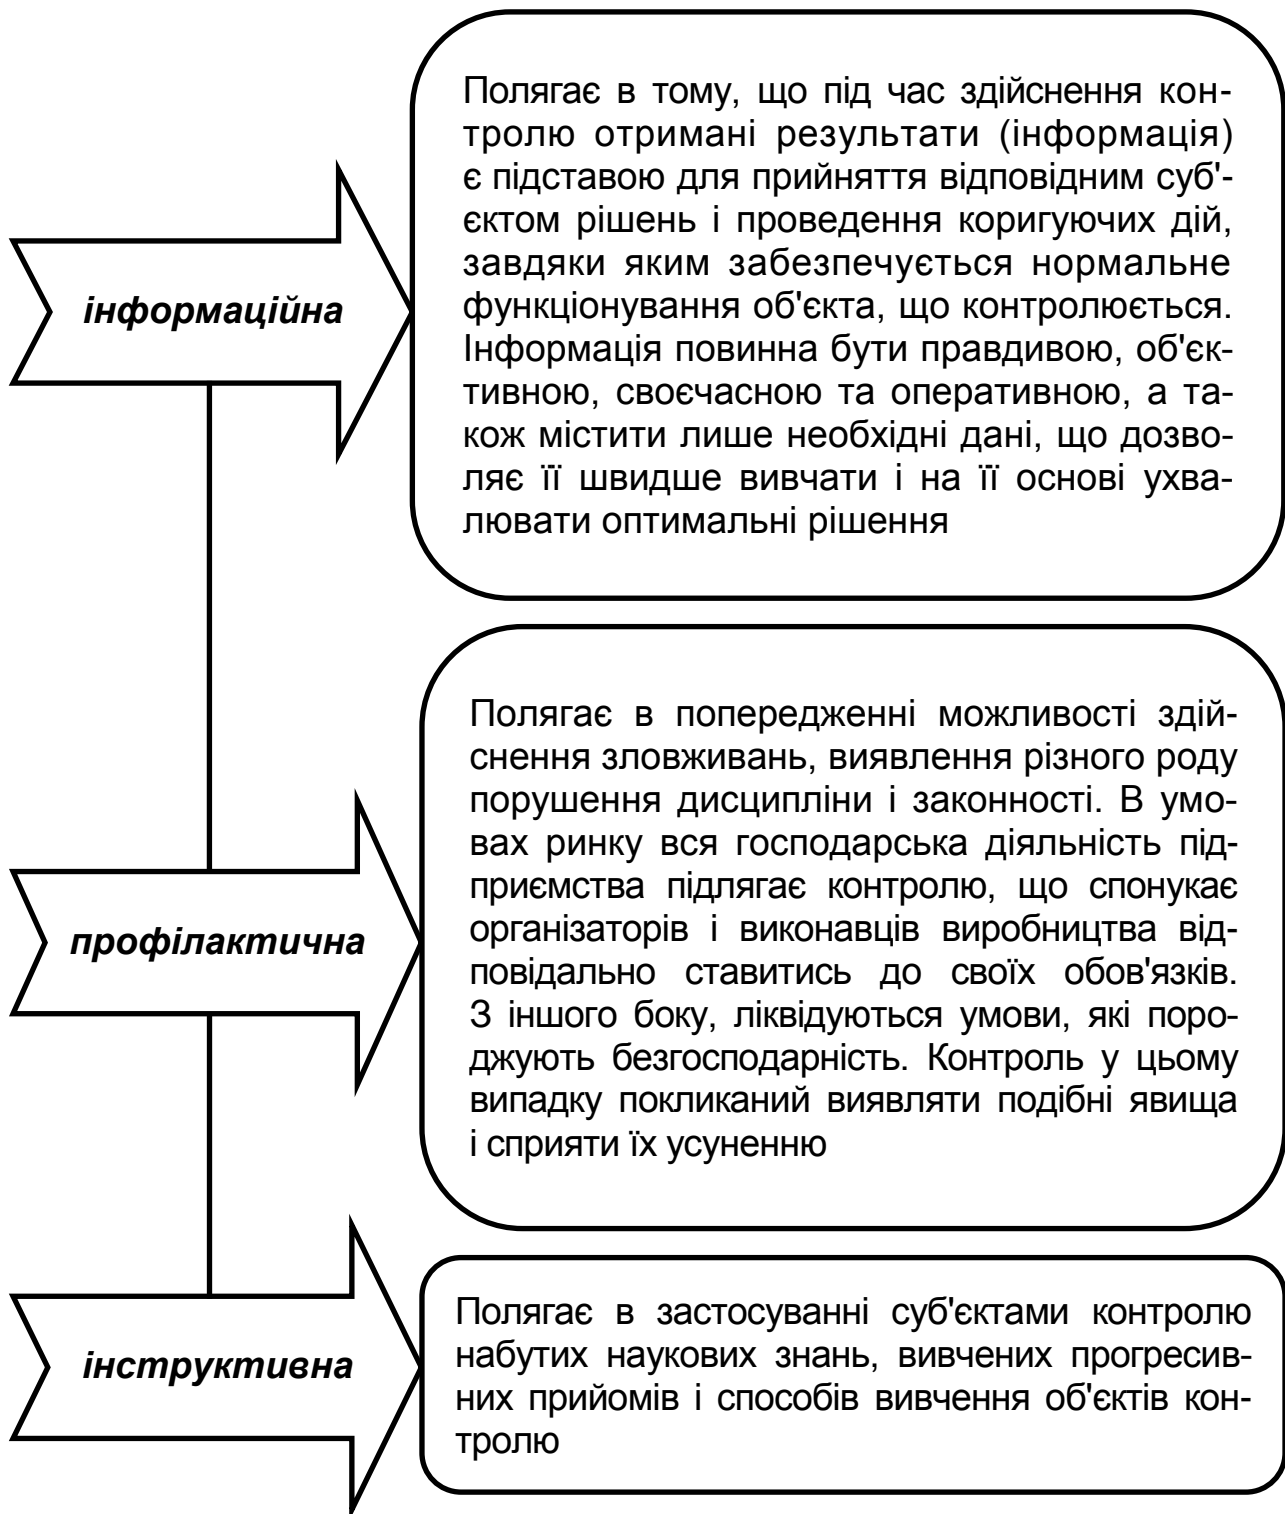 інформаційна
Полягає в тому, що під час здійснення кон-
тролю отримані результати (інформація)
є підставою для прийняття відповідним суб'-
єктом рішень і проведення коригуючих дій,
завдяки яким забезпечується нормальне
функціонування об'єкта, що контролюється.
Інформація повинна бути правдивою, об'єк-
тивною, своєчасною та оперативною, а та-
кож містити лише необхідні дані, що дозво-
ляє її швидше вивчати і на її основі ухва-
лювати оптимальні рішення
профілактична
Полягає в попередженні можливості здій-
снення зловживань, виявлення різного роду
порушення дисципліни і законності. В умо-
вах ринку вся господарська діяльність під-
приємства підлягає контролю, що спонукає
організаторів і виконавців виробництва від-
повідально ставитись до своїх обов'язків.
З іншого боку, ліквідуються умови, які поро-
джують безгосподарність. Контроль у цьому
випадку покликаний виявляти подібні явища
і сприяти їх усуненню
інструктивна
Полягає в застосуванні суб'єктами контролю
набутих наукових знань, вивчених прогресив-
них прийомів і способів вивчення об'єктів кон-
тролю